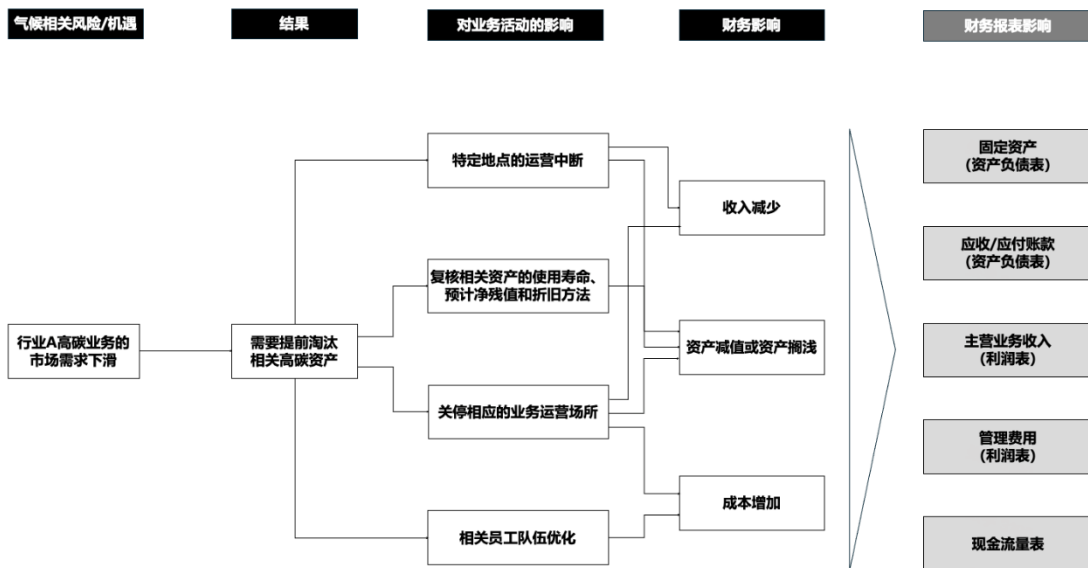 气候相关风险/机遇
结果
对业务活动的影响
财务影响
财务报表影响
行业A高碳业务的
市场需求下滑
需要提前淘汰
相关高碳资产
特定地点的运营中断
复核相关资产的使用寿命、
预计净残值和折旧方法
关停相应的业务运营场所
相关员工队伍优化
收入减少
资产减值或资产搁浅
成本增加
固定资产
(资产负债表)
应收/应付账款
(资产负债表)
主营业务收入
(利润表)
管理费用
(利润表)
现金流量表